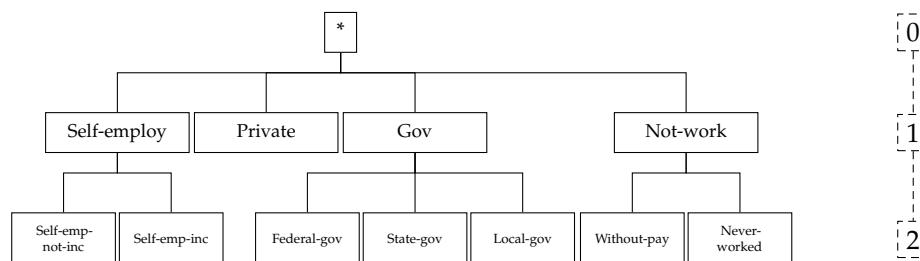 *
0
Self-employ
Private
Gov
Not-work
1
Self-emp-
not-inc
Self-emp-inc
Federal-gov
State-gov
Local-gov
Without-pay
Never-
worked
2